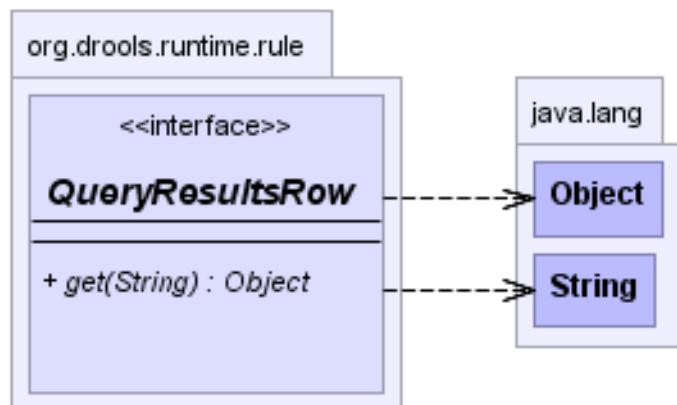 org.drools.runtime.rule
<<interface>>
QueryResultsRow
+ get(String) : Object
java.lang
Object
String